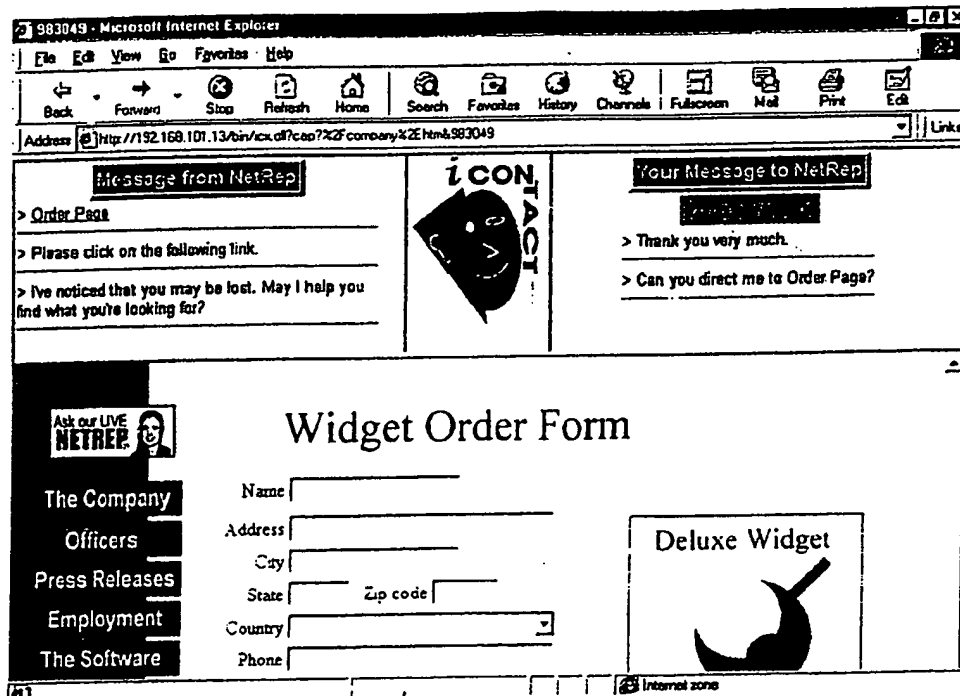 983049 - Microsoft Internet Explorer
File Edit View Go Favorites Help
Back Forward Stop Refresh Home Search Favorites History Channels Fullscreen Mail Print Edit
Address http://192.168.101.13/bin/icx.dll?cap?%2Fcompany%2Ehtm&983049 Links
Message from NetRep
> Order Page
> Please click on the following link.
> I've noticed that you may be lost. May I help you
find what you're looking for?
i CONTACT
Your Message to NetRep
> Thank you very much.
> Can you direct me to Order Page?
Ask our LIVE
NETREP
The Company
Officers
Press Releases
Employment
The Software
Widget Order Form
Name
Address
City
State Zip code
Country
Phone
Deluxe Widget
Internet zone